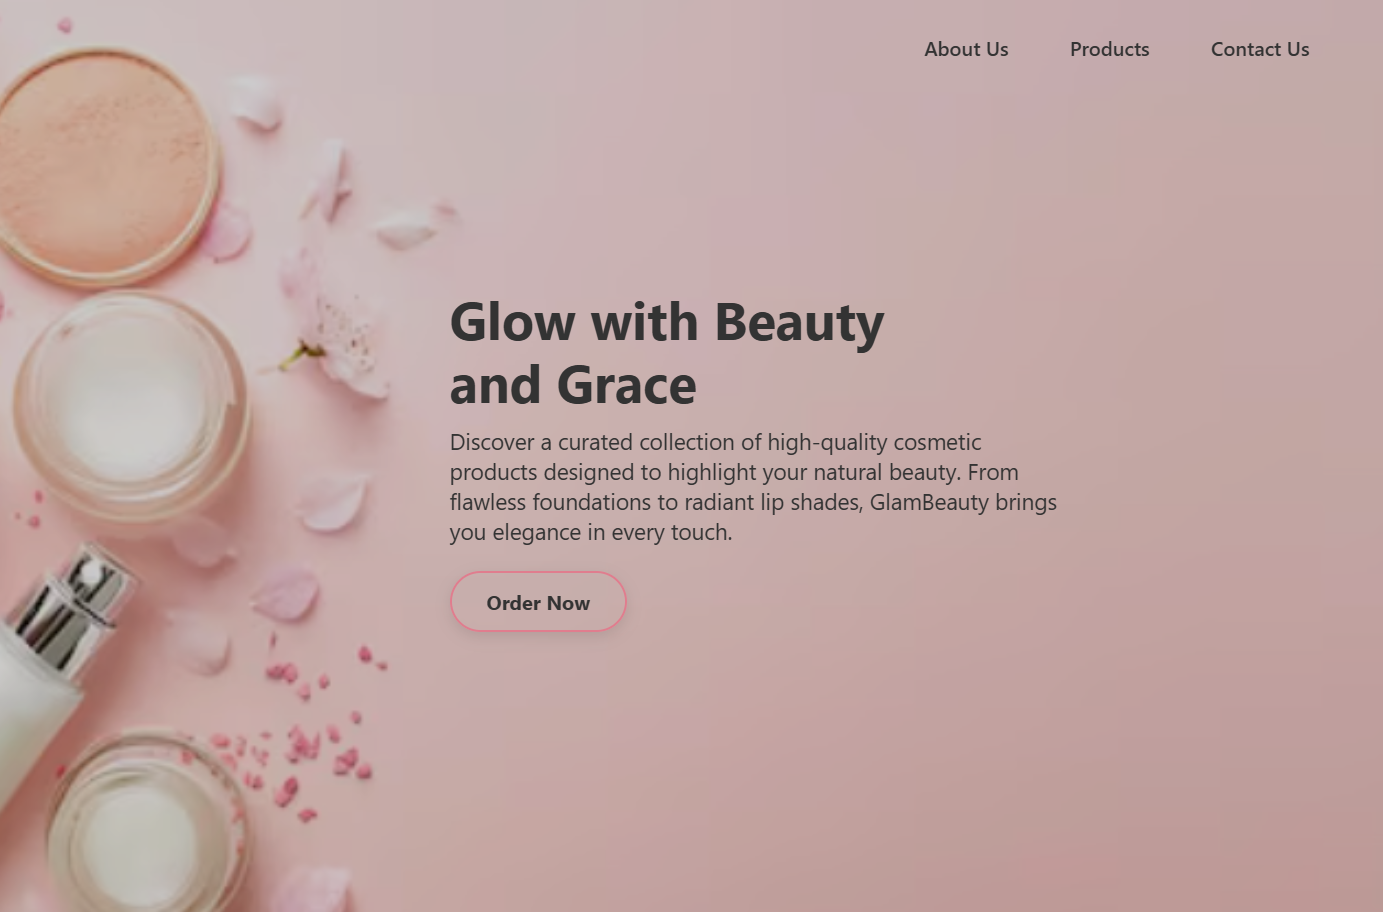 About Us Products Contact Us
Glow with Beauty
and Grace
Discover a curated collection of high-quality cosmetic
products designed to highlight your natural beauty. From
flawless foundations to radiant lip shades, GlamBeauty brings
you elegance in every touch.
Order Now